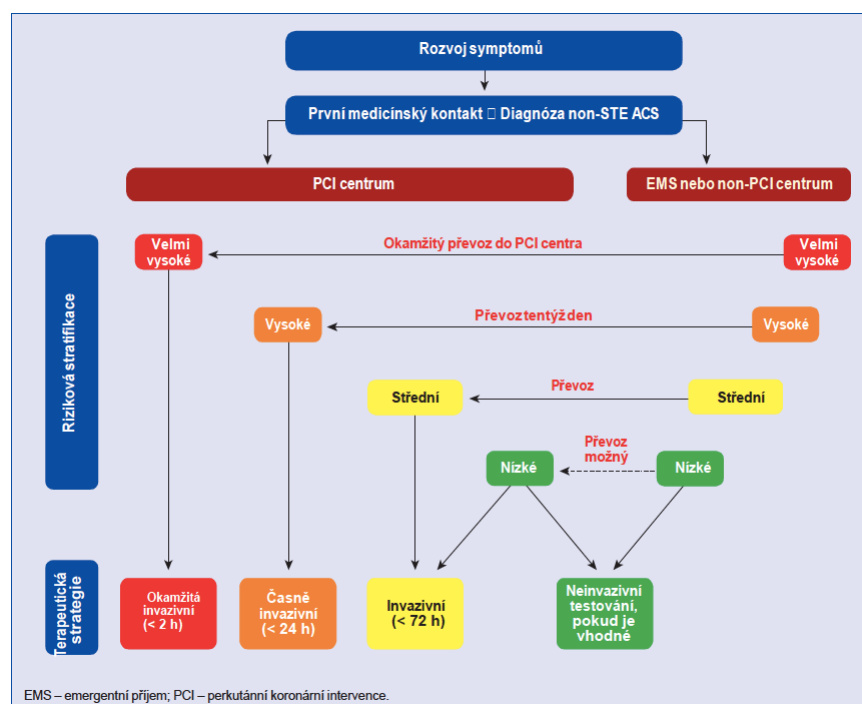 Rozvoj symptomů
První medicínský kontakt □ Diagnóza non-STE ACS
PCI centrum
EMS nebo non-PCI centrum
Riziková stratifikace
Velmi
vysoké
Okamžitý převoz do PCI centra
Velmi
vysoké
Vysoké
Převoztentýžden
Vysoké
Střední
Převoz
Střední
Nízké
Převoz
možný
Nízké
Terapeutická
strategie
Okamžitá
invazivní
(< 2 h)
Časně
invazivní
(< 24 h)
Invazivní
(< 72 h)
Neinvazivní
testování,
pokud je
vhodné
EMS – emergentní příjem; PCI – perkutánní koronární intervence.